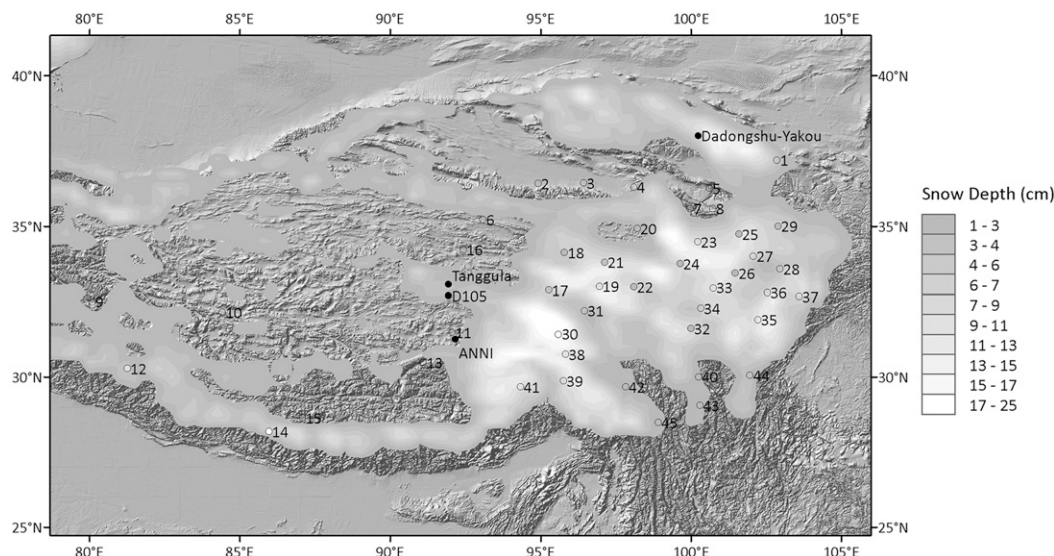 80°E 85°E 90°E 95°E 100°E 105°E
40°N 40°N
Dadongshu-Yakou
1
2 3 4 5
Snow Depth (cm)
1 - 3
3 - 4
4 - 6
6 - 7
7 - 9
9 - 11
11 - 13
13 - 15
15 - 17
17 - 25
7 8
35°N 6 20 25 29 35°N
16 18 23 27
21 24 26 28
Tanggula
9 D105 17 19 22 33 36 37
10 31 34 35
11 30 32
ANNI 38
30°N 12 13 39 40 44 30°N
41 42
15 43
14 45
25°N 25°N
80°E 85°E 90°E 95°E 100°E 105°E